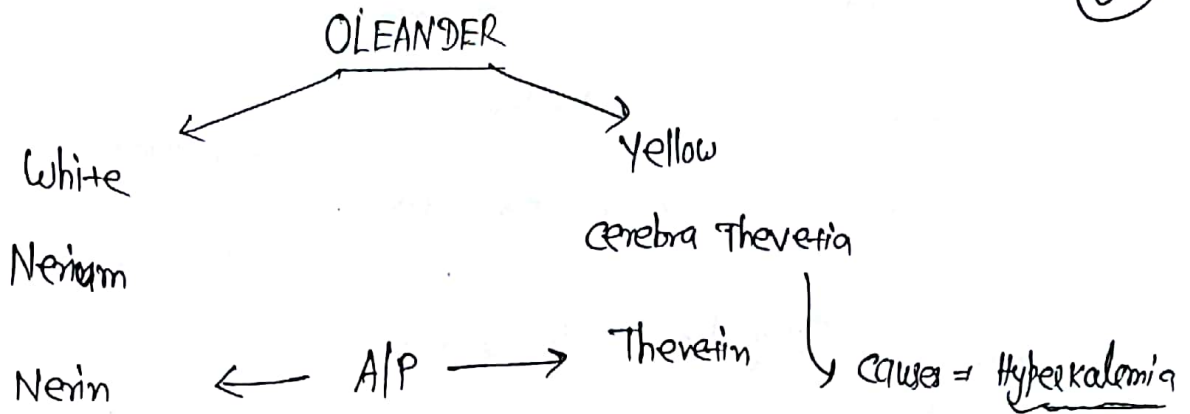 OLEANDER
White
Yellow
Nerium
Cerebra Thevetia
Nerin ← A/P → Thevetin
Causes = Hyperkalemia